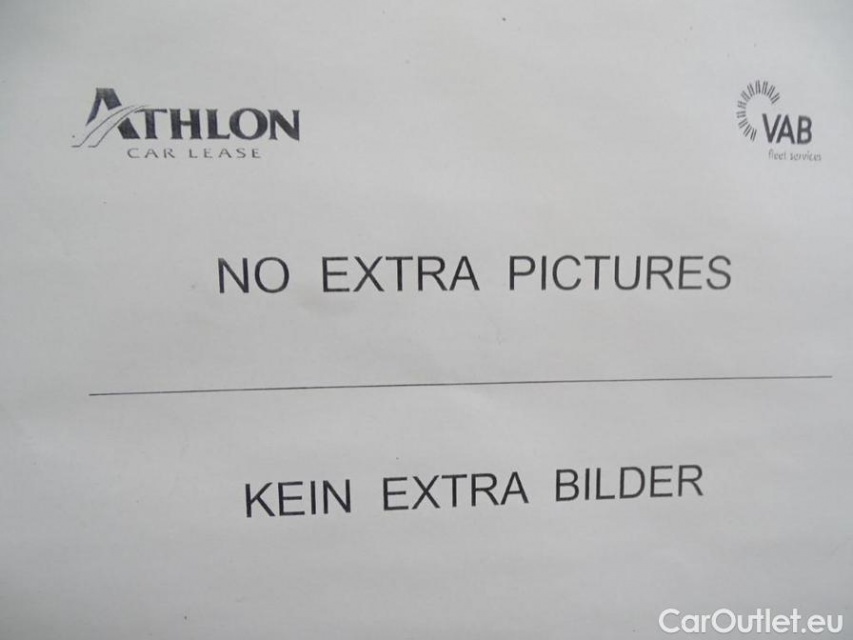 ATHLON
CAR LEASE
VAB
fleet services
NO EXTRA PICTURES
KEIN EXTRA BILDER
CarOutlet.eu